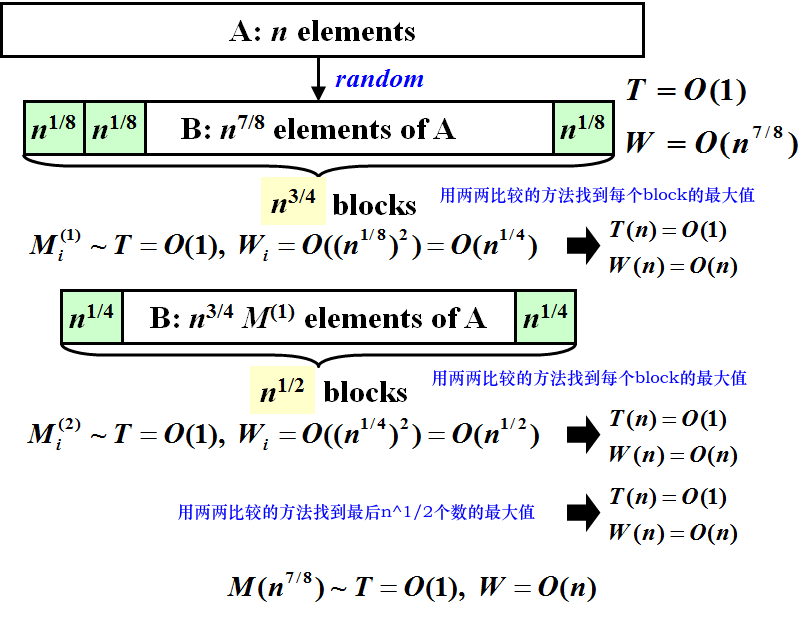 A: n elements
random
n^{1/8} n^{1/8} B: n^{7/8} elements of A n^{1/8}
T = O(1)
W = O(n^{7/8})
n^{3/4} blocks
用两两比较的方法找到每个block的最大值
M_i^{(1)} ~ T = O(1), W_i = O((n^{1/8})^2) = O(n^{1/4})
T(n) = O(1)
W(n) = O(n)
n^{1/4} B: n^{3/4} M^{(1)} elements of A n^{1/4}
n^{1/2} blocks
用两两比较的方法找到每个block的最大值
M_i^{(2)} ~ T = O(1), W_i = O((n^{1/4})^2) = O(n^{1/2})
T(n) = O(1)
W(n) = O(n)
用两两比较的方法找到最后n^1/2个数的最大值
T(n) = O(1)
W(n) = O(n)
M(n^{7/8}) ~ T = O(1), W = O(n)